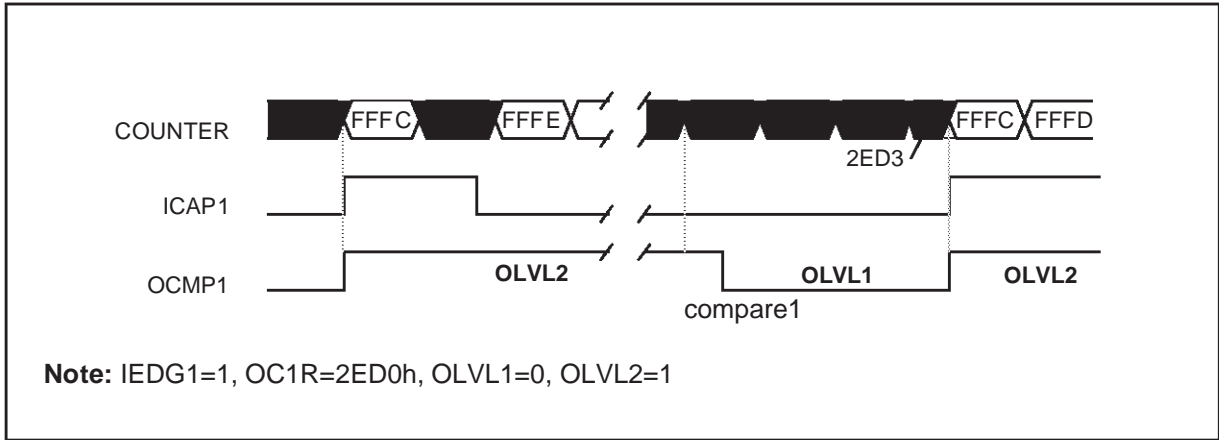 COUNTER FFFC FFFE FFFC FFFD
2ED3
ICAP1
OCMP1 OLVL2 OLVL1 OLVL2
compare1
Note: IEDG1=1, OC1R=2ED0h, OLVL1=0, OLVL2=1